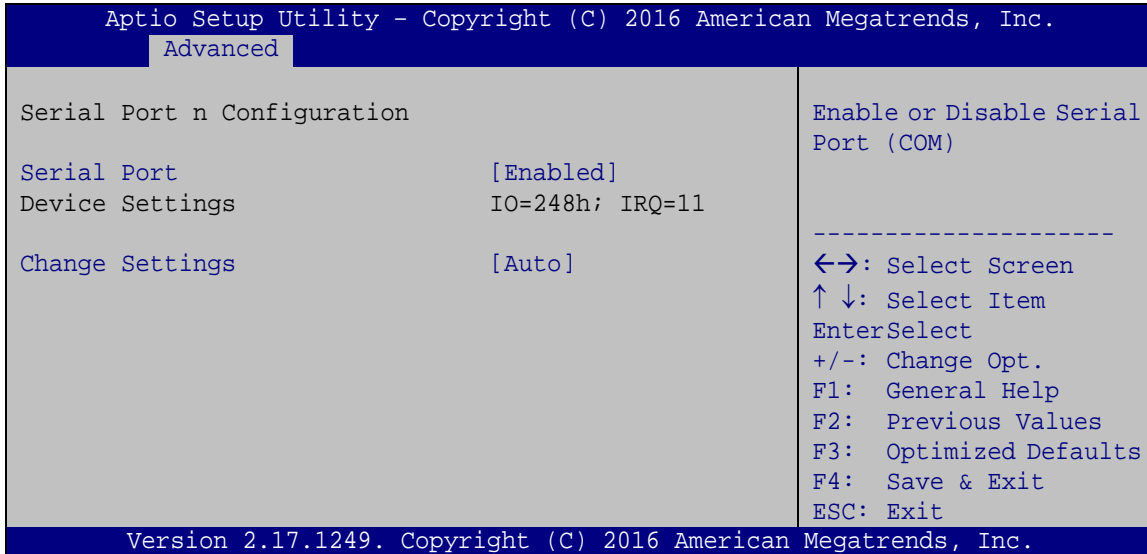 Aptio Setup Utility – Copyright (C) 2016 American Megatrends, Inc.
Advanced
Serial Port n Configuration
Serial Port [Enabled]
Device Settings IO=248h; IRQ=11
Change Settings [Auto]
Enable or Disable Serial
Port (COM)
---------------------
←→: Select Screen
↑ ↓: Select Item
EnterSelect
+/-: Change Opt.
F1: General Help
F2: Previous Values
F3: Optimized Defaults
F4: Save & Exit
ESC: Exit
Version 2.17.1249. Copyright (C) 2016 American Megatrends, Inc.